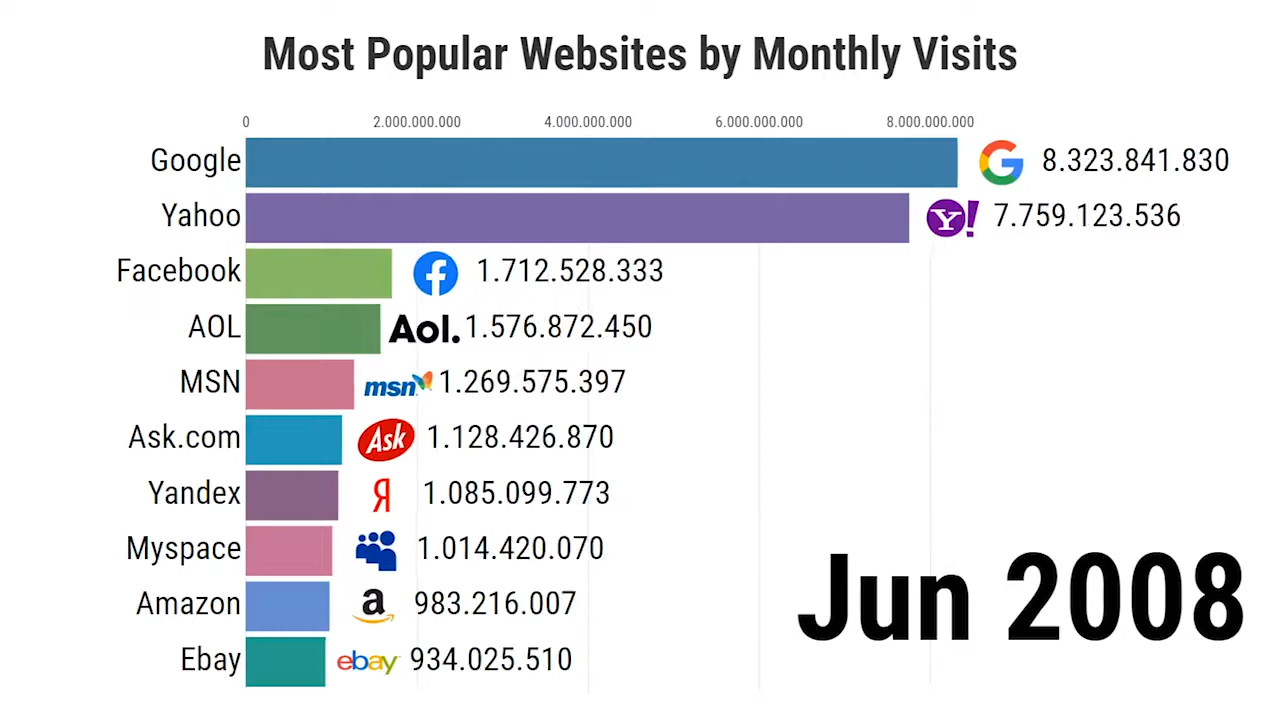 Most Popular Websites by Monthly Visits
0 2.000.000.000 4.000.000.000 6.000.000.000 8.000.000.000
Google G 8.323.841.830
Yahoo Y! 7.759.123.536
Facebook f 1.712.528.333
AOL Aol. 1.576.872.450
MSN msn 1.269.575.397
Ask.com Ask 1.128.426.870
Yandex Я 1.085.099.773
Myspace 1.014.420.070
Amazon a 983.216.007
Ebay ebay 934.025.510
Jun 2008